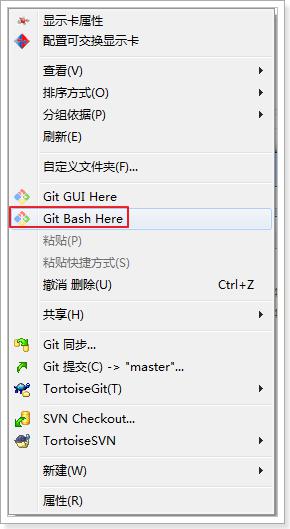 显示卡属性
配置可交换显示卡
查看(V)
排序方式(O)
分组依据(P)
刷新(E)
自定义文件夹(F)...
Git GUI Here
Git Bash Here
粘贴(P)
粘贴快捷方式(S)
撤消 删除(U) Ctrl+Z
共享(H)
Git 同步...
Git 提交(C) -> "master"...
TortoiseGit(T)
SVN Checkout...
TortoiseSVN
新建(W)
属性(R)